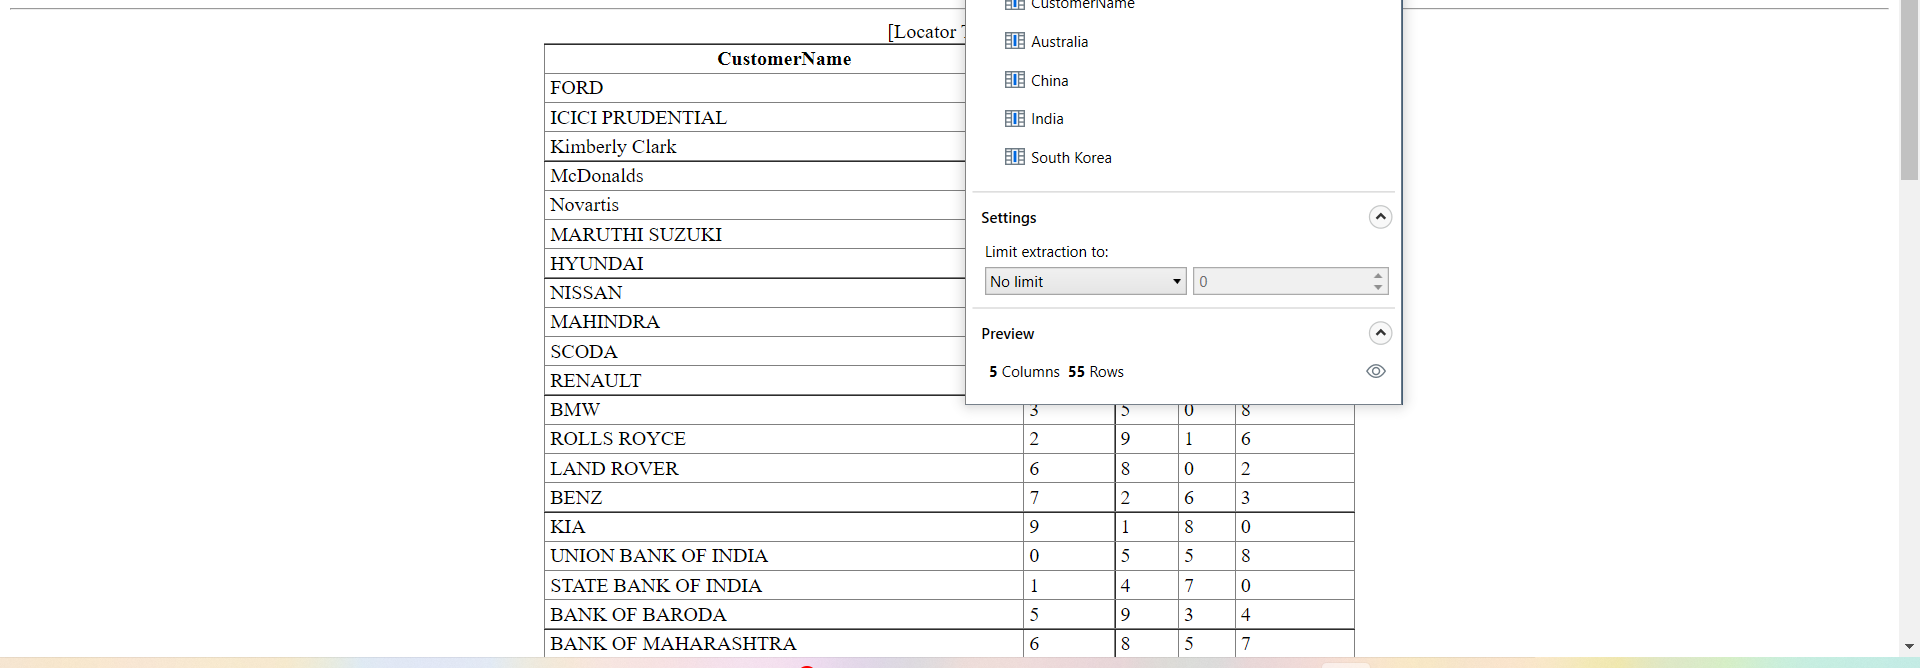 [Locator
CustomerName
FORD
ICICI PRUDENTIAL
Kimberly Clark
McDonalds
Novartis
MARUTHI SUZUKI
HYUNDAI
NISSAN
MAHINDRA
SCODA
RENAULT
BMW 3 5 0 8
ROLLS ROYCE 2 9 1 6
LAND ROVER 6 8 0 2
BENZ 7 2 6 3
KIA 9 1 8 0
UNION BANK OF INDIA 0 5 5 8
STATE BANK OF INDIA 1 4 7 0
BANK OF BARODA 5 9 3 4
BANK OF MAHARASHTRA 6 8 5 7
CustomerName
Australia
China
India
South Korea
Settings
Limit extraction to:
No limit 0
Preview
5 Columns 55 Rows